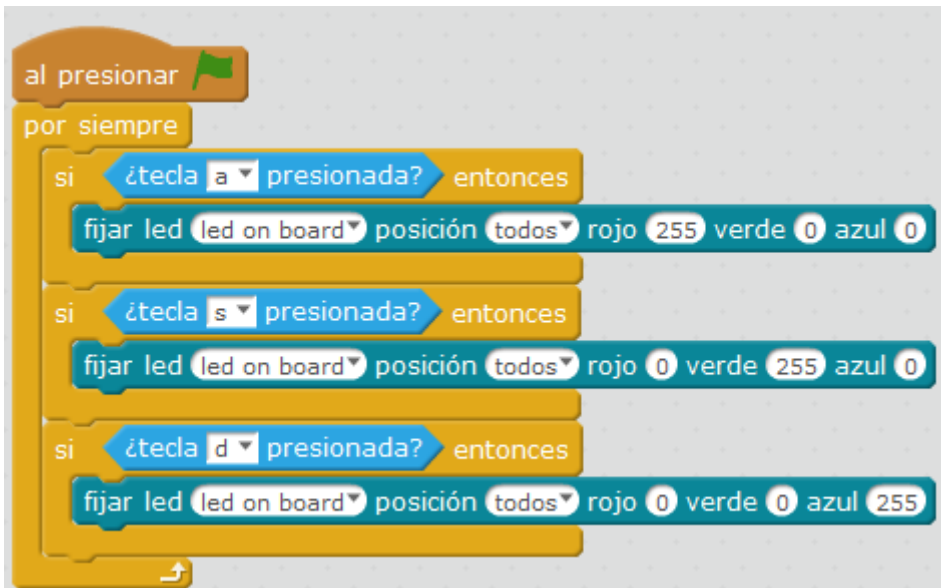 al presionar
por siempre
si ¿tecla a presionada? entonces
fijar led led on board posición todos rojo 255 verde 0 azul 0
si ¿tecla s presionada? entonces
fijar led led on board posición todos rojo 0 verde 255 azul 0
si ¿tecla d presionada? entonces
fijar led led on board posición todos rojo 0 verde 0 azul 255